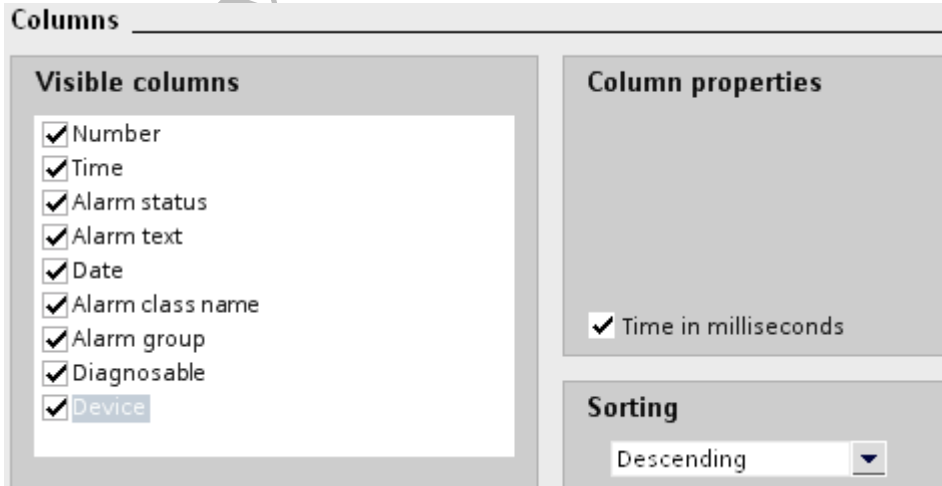 Columns
Visible columns
Number
Time
Alarm status
Alarm text
Date
Alarm class name
Alarm group
Diagnosable
Device
Column properties
Time in milliseconds
Sorting
Descending